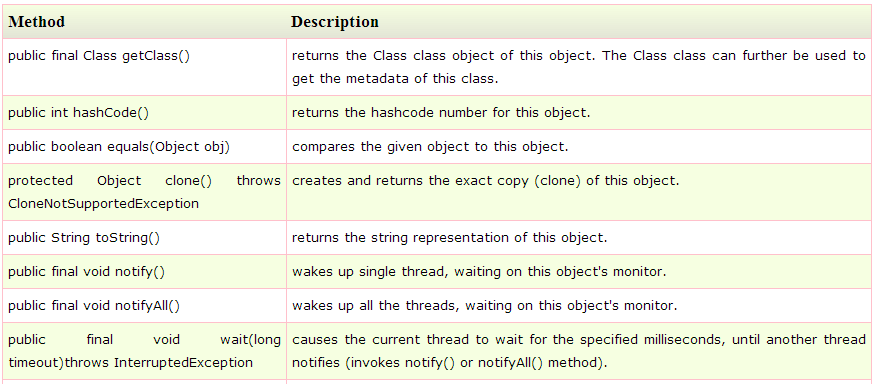 Method Description
public final Class getClass() returns the Class class object of this object. The Class class can further be used to
get the metadata of this class.
public int hashCode() returns the hashcode number for this object.
public boolean equals(Object obj) compares the given object to this object.
protected Object clone() throws creates and returns the exact copy (clone) of this object.
CloneNotSupportedException
public String toString() returns the string representation of this object.
public final void notify() wakes up single thread, waiting on this object's monitor.
public final void notifyAll() wakes up all the threads, waiting on this object's monitor.
public final void wait(long causes the current thread to wait for the specified milliseconds, until another thread
timeout)throws InterruptedException notifies (invokes notify() or notifyAll() method).